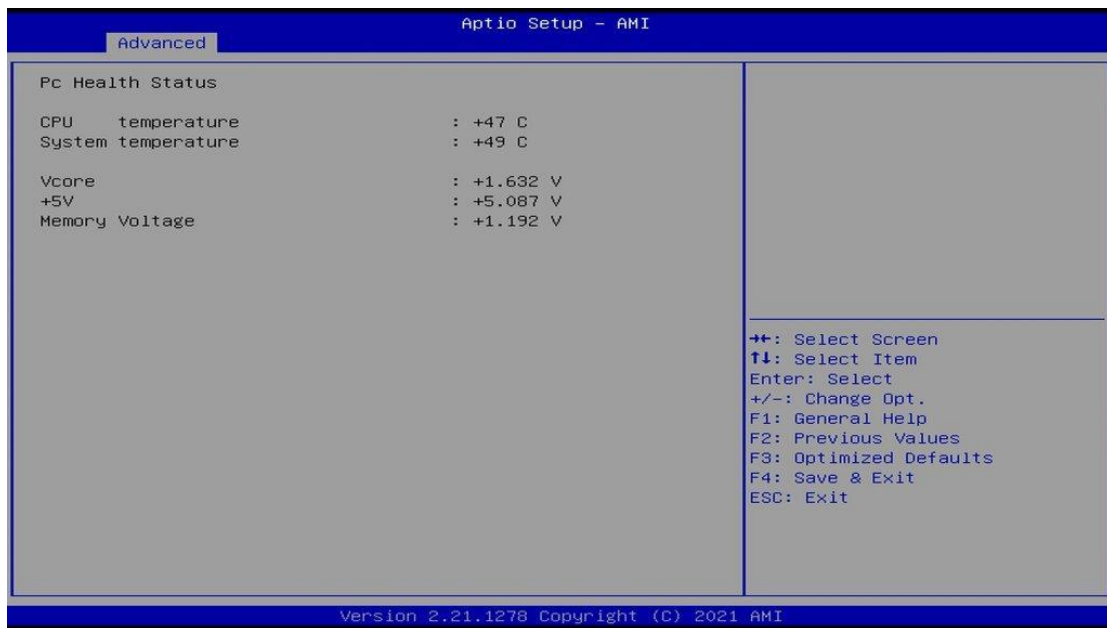 Aptio Setup – AMI
Advanced
Pc Health Status
CPU temperature : +47 C
System temperature : +49 C
Vcore : +1.632 V
+5V : +5.087 V
Memory Voltage : +1.192 V
→←: Select Screen
↑↓: Select Item
Enter: Select
+/-: Change Opt.
F1: General Help
F2: Previous Values
F3: Optimized Defaults
F4: Save & Exit
ESC: Exit
Version 2.21.1278 Copyright (C) 2021 AMI